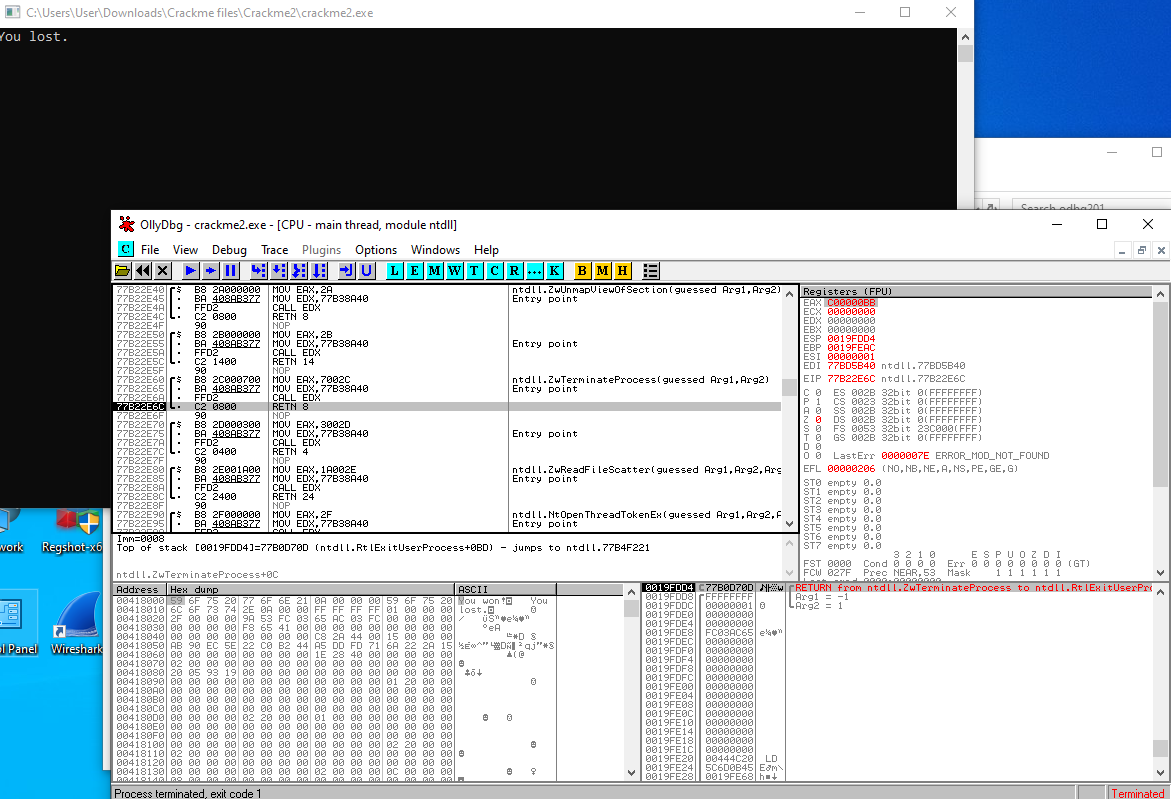 C:\Users\User\Downloads\Crackme files\Crackme2\crackme2.exe
You lost.
Search odbg201
OllyDbg - crackme2.exe - [CPU - main thread, module ntdll]
C File View Debug Trace Plugins Options Windows Help
L E M W T C R ... K B M H
77B22E40 $ B8 2A000000 MOV EAX,2A ntdll.ZwUnmapViewOfSection(guessed Arg1,Arg2)
77B22E45 . BA 408AB377 MOV EDX,77B38A40 Entry point
77B22E4A . FFD2 CALL EDX
77B22E4C . C2 0800 RETN 8
77B22E4F 90 NOP
77B22E50 $ B8 2B000000 MOV EAX,2B
77B22E55 . BA 408AB377 MOV EDX,77B38A40 Entry point
77B22E5A . FFD2 CALL EDX
77B22E5C . C2 1400 RETN 14
77B22E5F 90 NOP
77B22E60 $ B8 2C000700 MOV EAX,7002C ntdll.ZwTerminateProcess(guessed Arg1,Arg2)
77B22E65 . BA 408AB377 MOV EDX,77B38A40 Entry point
77B22E6A . FFD2 CALL EDX
77B22E6C . C2 0800 RETN 8
77B22E6F 90 NOP
77B22E70 $ B8 2D000300 MOV EAX,3002D
77B22E75 . BA 408AB377 MOV EDX,77B38A40 Entry point
77B22E7A . FFD2 CALL EDX
77B22E7C . C2 0400 RETN 4
77B22E7F 90 NOP
77B22E80 $ B8 2E001A00 MOV EAX,1A002E ntdll.ZwReadFileScatter(guessed Arg1,Arg2,Arg
77B22E85 . BA 408AB377 MOV EDX,77B38A40 Entry point
77B22E8A . FFD2 CALL EDX
77B22E8C . C2 2400 RETN 24
77B22E8F 90 NOP
77B22E90 $ B8 2F000000 MOV EAX,2F ntdll.NtOpenThreadTokenEx(guessed Arg1,Arg2,A
77B22E95 . BA 408AB377 MOV EDX,77B38A40 Entry point
Imm=0008
Top of stack [0019FDD4]=77B0D70D (ntdll.RtlExitUserProcess+0BD) - jumps to ntdll.77B4F221
ntdll.ZwTerminateProcess+0C
Registers (FPU)
EAX C00000BB
ECX 00000000
EDX 00000000
EBX 00000000
ESP 0019FDD4
EBP 0019FEAC
ESI 00000001
EDI 77BD5B40 ntdll.77BD5B40
EIP 77B22E6C ntdll.77B22E6C
C 0 ES 002B 32bit 0(FFFFFFFF)
P 1 CS 0023 32bit 0(FFFFFFFF)
A 0 SS 002B 32bit 0(FFFFFFFF)
Z 0 DS 002B 32bit 0(FFFFFFFF)
S 0 FS 0053 32bit 23C000(FFF)
T 0 GS 002B 32bit 0(FFFFFFFF)
D 0
O 0 LastErr 0000007E ERROR_MOD_NOT_FOUND
EFL 00000206 (NO,NB,NE,A,NS,PE,GE,G)
ST0 empty 0.0
ST1 empty 0.0
ST2 empty 0.0
ST3 empty 0.0
ST4 empty 0.0
ST5 empty 0.0
ST6 empty 0.0
ST7 empty 0.0
3 2 1 0 E S P U O Z D I
FST 0000 Cond 0 0 0 0 Err 0 0 0 0 0 0 0 0 (GT)
FCW 027F Prec NEAR,53 Mask 1 1 1 1 1 1
Address Hex dump ASCII
00418000 59 6F 75 20 77 6F 6E 21 0A 00 00 00 59 6F 75 20 You won! You
00418010 6C 6F 73 74 2E 0A 00 00 FF FF FF FF 01 00 00 00 lost.
00418020 2F 00 00 00 9A 53 FC 03 65 AC 03 FC 00 00 00 00
00418030 00 00 00 00 F8 65 41 00 00 00 00 00 00 00 00 00
00418040 00 00 00 00 00 00 00 00 C8 2A 44 00 15 00 00 00
00418050 AB 90 EC 5E 22 C0 B2 44 A5 DD FD 71 6A 22 2A 15
00418060 00 00 00 00 00 00 00 00 1E 28 40 00 00 00 00 00
00418070 02 00 00 00 00 00 00 00 00 00 00 00 00 00 00 00
00418080 20 05 93 19 00 00 00 00 00 00 00 00 00 00 00 00
00418090 00 00 00 00 00 00 00 00 00 00 00 00 01 20 00 00
0019FDD4 77B0D70D RETURN from ntdll.ZwTerminateProcess to ntdll.RtlExitUserPro
0019FDD8 FFFFFFFF Arg1 = -1
0019FDDC 00000001 Arg2 = 1
0019FDE0 00000000
0019FDE4 00000000
0019FDE8 FC03AC65
0019FDEC 00000000
0019FDF0 00000000
0019FDF4 00000000
0019FDF8 00000000
0019FDFC 00000000
0019FE00 00000000
0019FE04 00000000
0019FE08 00000000
0019FE0C 00000000
0019FE10 00000000
0019FE14 00000000
0019FE18 00000000
0019FE1C 00000000
0019FE20 00444C20 LD
0019FE24 5C6D0B45
0019FE28 0019FE68
Regshot-x6
Wireshark
Process terminated, exit code 1
Terminated